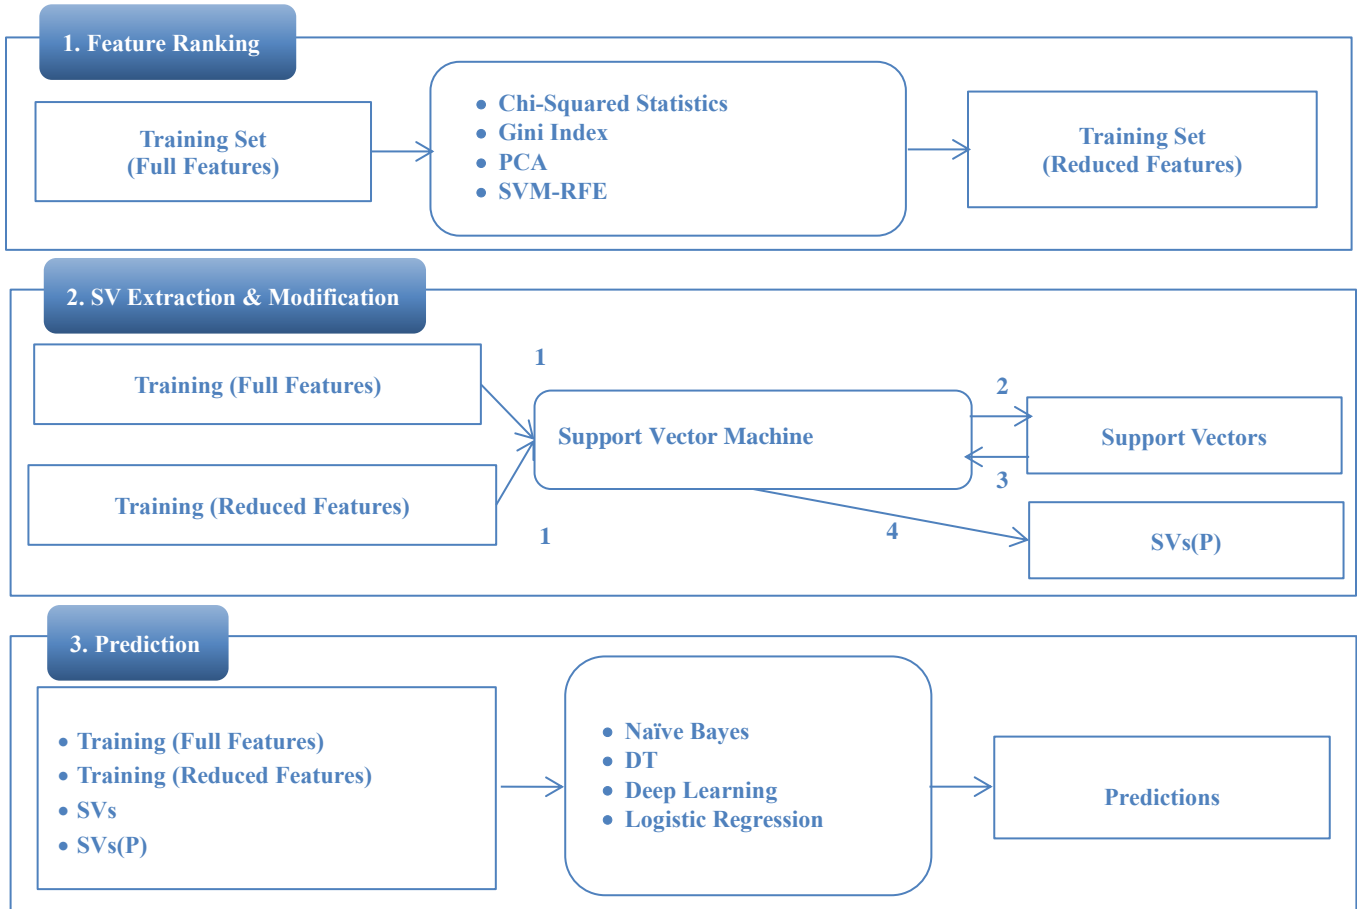 1. Feature Ranking
Training Set
(Full Features)
• Chi-Squared Statistics
• Gini Index
• PCA
• SVM-RFE
Training Set
(Reduced Features)
2. SV Extraction & Modification
Training (Full Features)
1
Training (Reduced Features)
1
Support Vector Machine
2
3
4
Support Vectors
SVs(P)
3. Prediction
• Training (Full Features)
• Training (Reduced Features)
• SVs
• SVs(P)
• Naïve Bayes
• DT
• Deep Learning
• Logistic Regression
Predictions